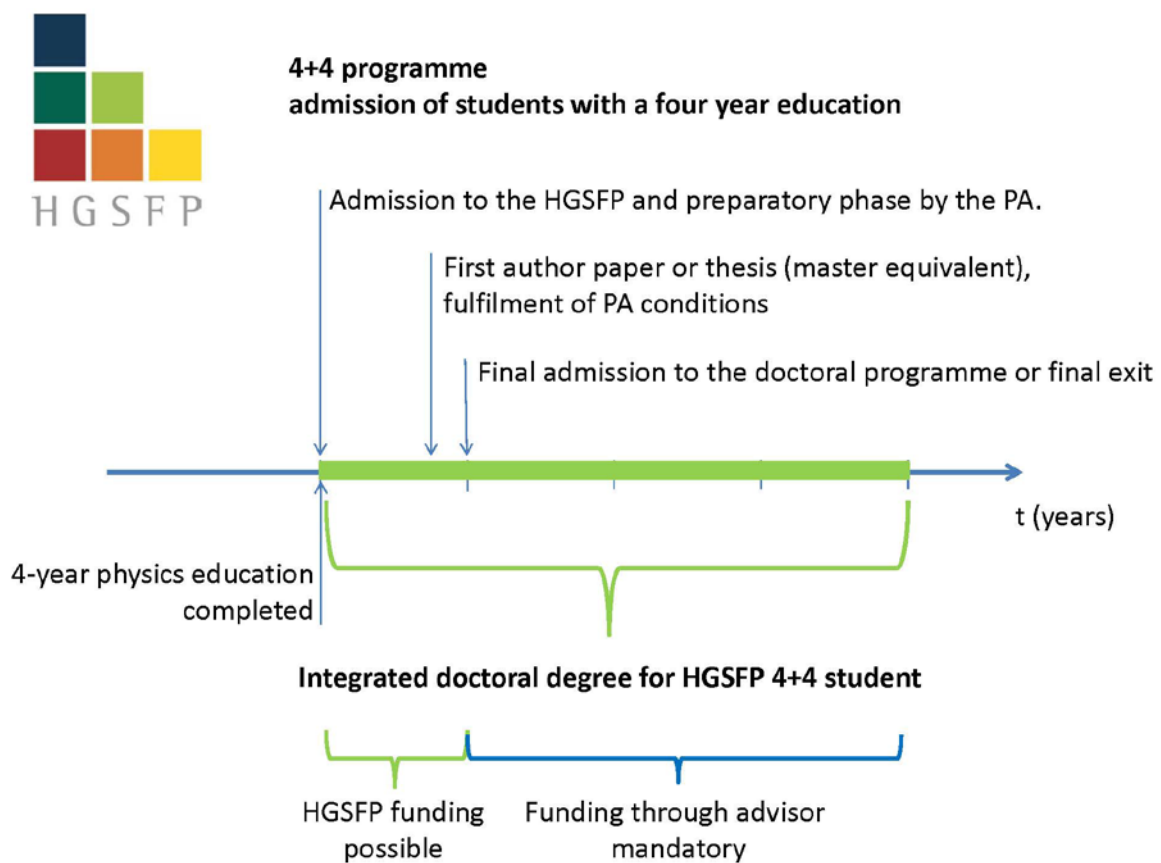 HGSFP
4+4 programme
admission of students with a four year education
Admission to the HGSFP and preparatory phase by the PA.
First author paper or thesis (master equivalent),
fulfilment of PA conditions
Final admission to the doctoral programme or final exit
t (years)
4-year physics education
completed
Integrated doctoral degree for HGSFP 4+4 student
HGSFP funding
possible
Funding through advisor
mandatory